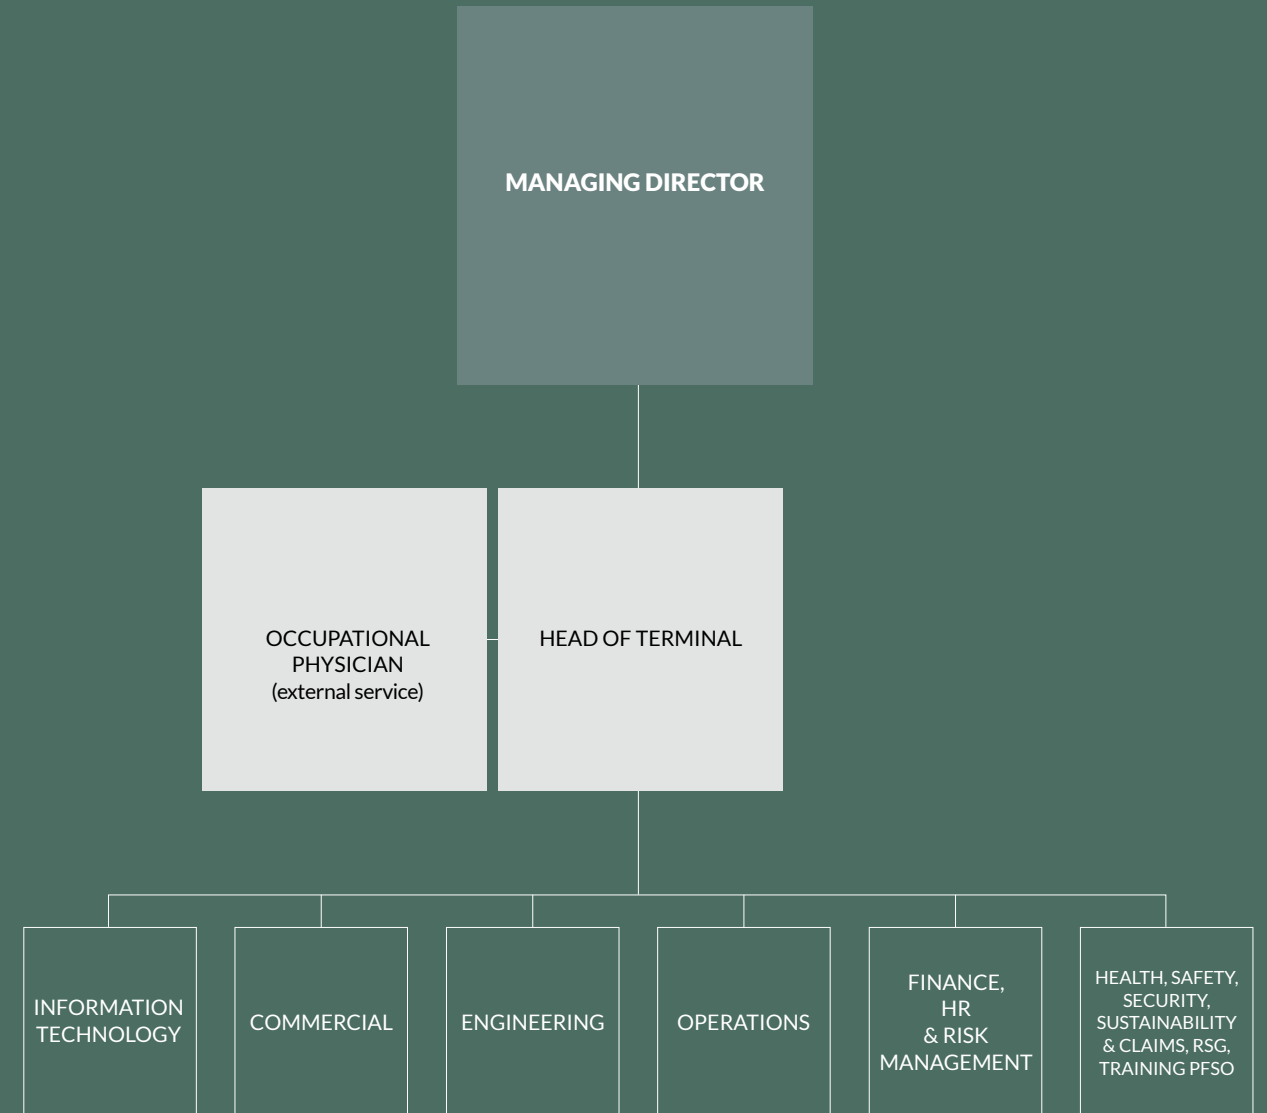 MANAGING DIRECTOR
OCCUPATIONAL
PHYSICIAN
(external service)
HEAD OF TERMINAL
INFORMATION
TECHNOLOGY
COMMERCIAL
ENGINEERING
OPERATIONS
FINANCE,
HR
& RISK
MANAGEMENT
HEALTH, SAFETY,
SECURITY,
SUSTAINABILITY
& CLAIMS, RSG,
TRAINING PFSO